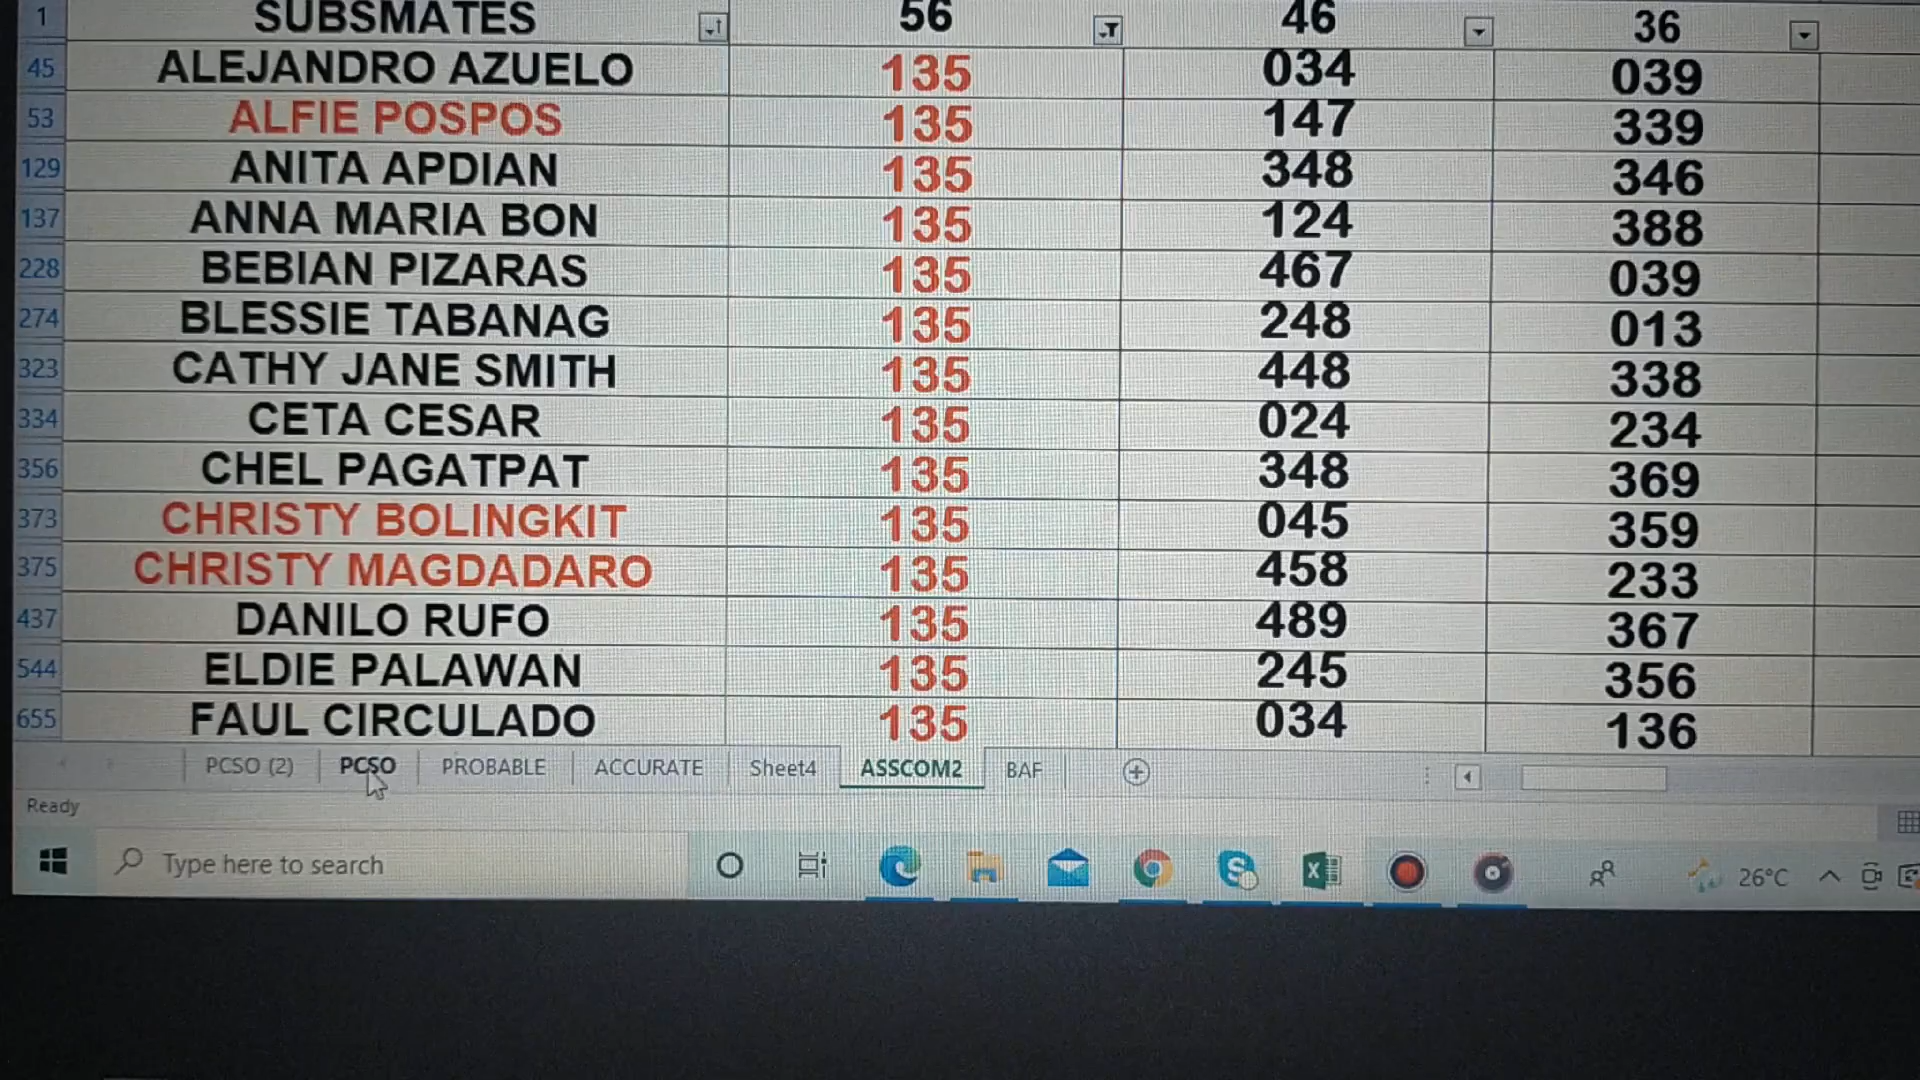 1 SUBSMATES 56 46 36
45 ALEJANDRO AZUELO 135 034 039
53 ALFIE POSPOS 135 147 339
129 ANITA APDIAN 135 348 346
137 ANNA MARIA BON 135 124 388
228 BEBIAN PIZARAS 135 467 039
274 BLESSIE TABANAG 135 248 013
323 CATHY JANE SMITH 135 448 338
334 CETA CESAR 135 024 234
356 CHEL PAGATPAT 135 348 369
373 CHRISTY BOLINGKIT 135 045 359
375 CHRISTY MAGDADARO 135 458 233
437 DANILO RUFO 135 489 367
544 ELDIE PALAWAN 135 245 356
655 FAUL CIRCULADO 135 034 136
PCSO (2) PCSO PROBABLE ACCURATE Sheet4 ASSCOM2 BAF
Ready
Type here to search 26°C